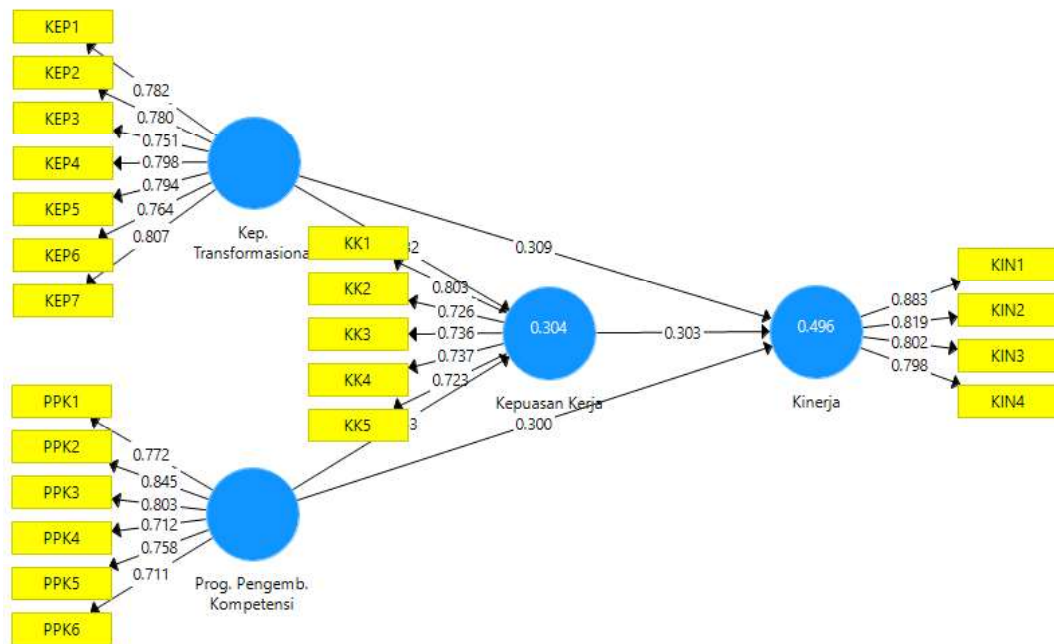 KEP1
KEP2
KEP3
KEP4
KEP5
KEP6
KEP7
0.782
0.780
0.751
0.798
0.794
0.764
0.807
Kep.
Transformasiona
PPK1
PPK2
PPK3
PPK4
PPK5
PPK6
0.772
0.845
0.803
0.712
0.758
0.711
Prog. Pengemb.
Kompetensi
KK1
KK2
KK3
KK4
KK5
0.803
0.726
0.736
0.737
0.723
0.304
Kepuasan Kerja
0.309
0.303
0.300
0.496
Kinerja
0.883
0.819
0.802
0.798
KIN1
KIN2
KIN3
KIN4